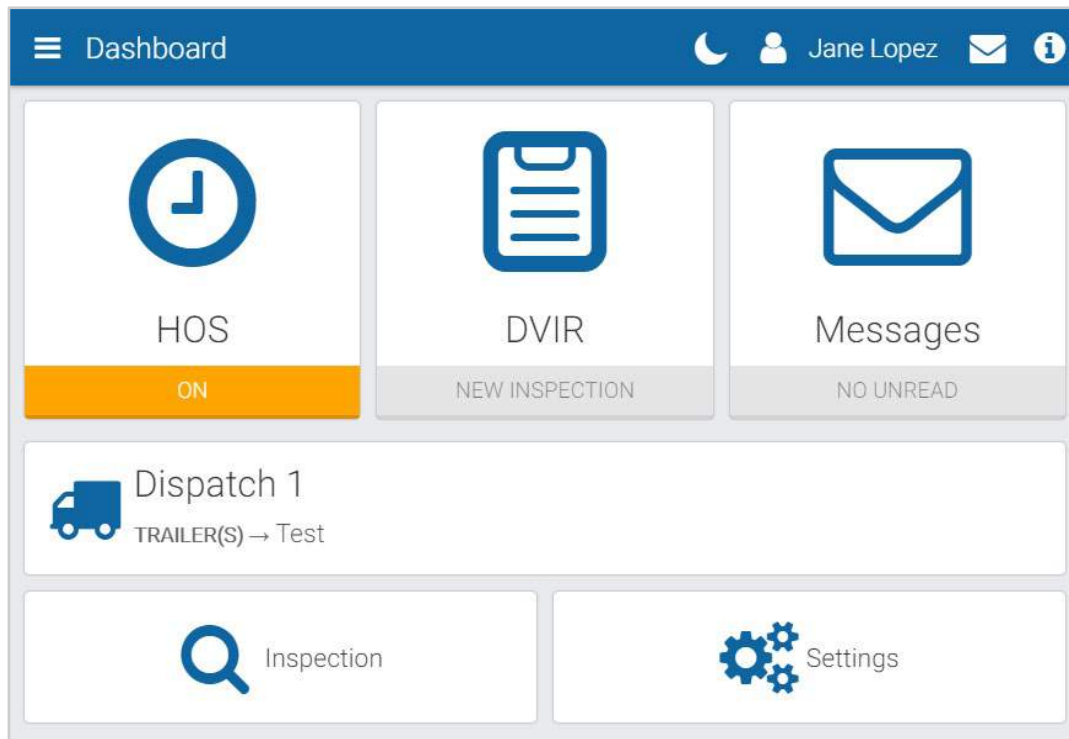 Dashboard Jane Lopez
HOS
ON
DVIR
NEW INSPECTION
Messages
NO UNREAD
Dispatch 1
TRAILER(S) → Test
Inspection
Settings